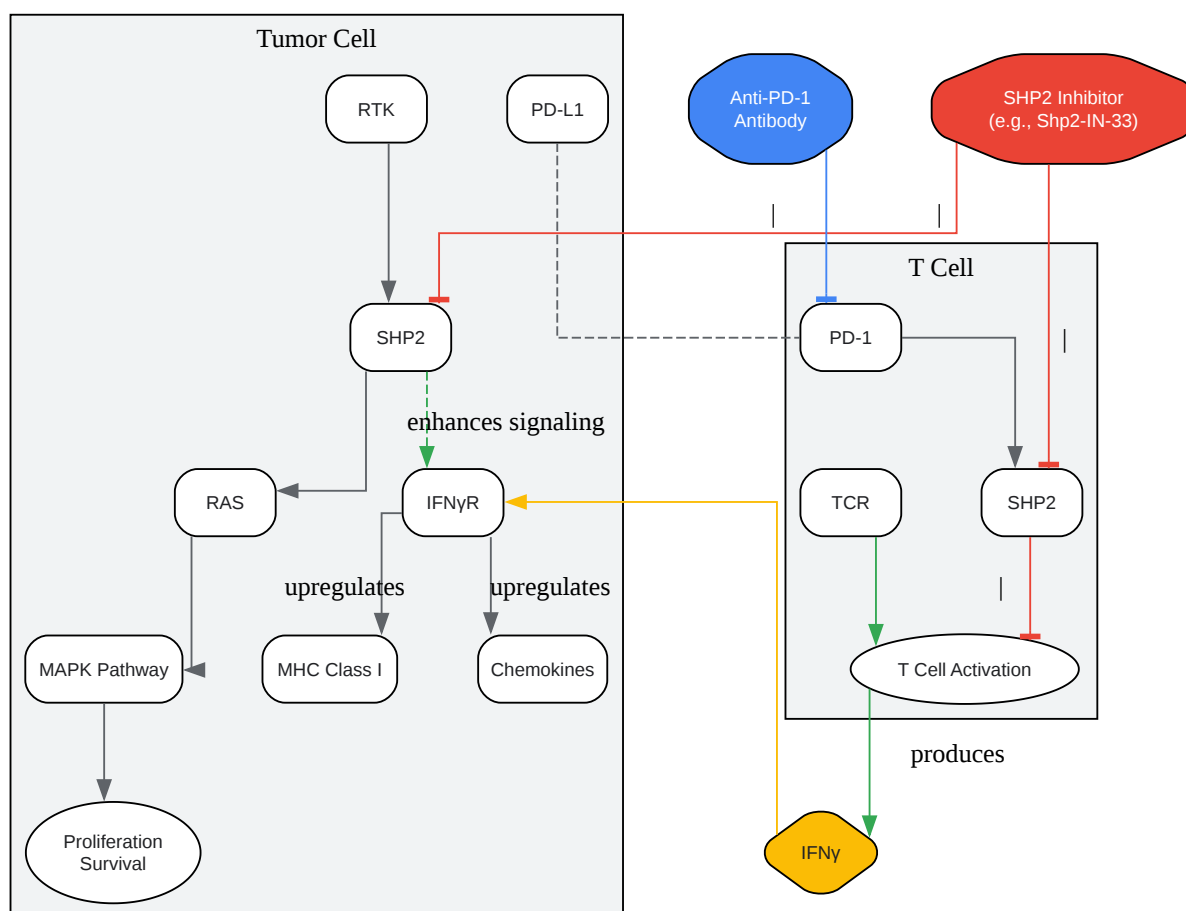 Tumor Cell
RTK
PD-L1
Anti-PD-1
Antibody
SHP2 Inhibitor
(e.g., Shp2-IN-33)
|
|
T Cell
SHP2
PD-1
|
enhances signaling
RAS
IFNγR
TCR
SHP2
upregulates
upregulates
|
MAPK Pathway
MHC Class I
Chemokines
T Cell Activation
produces
Proliferation
Survival
IFNγ